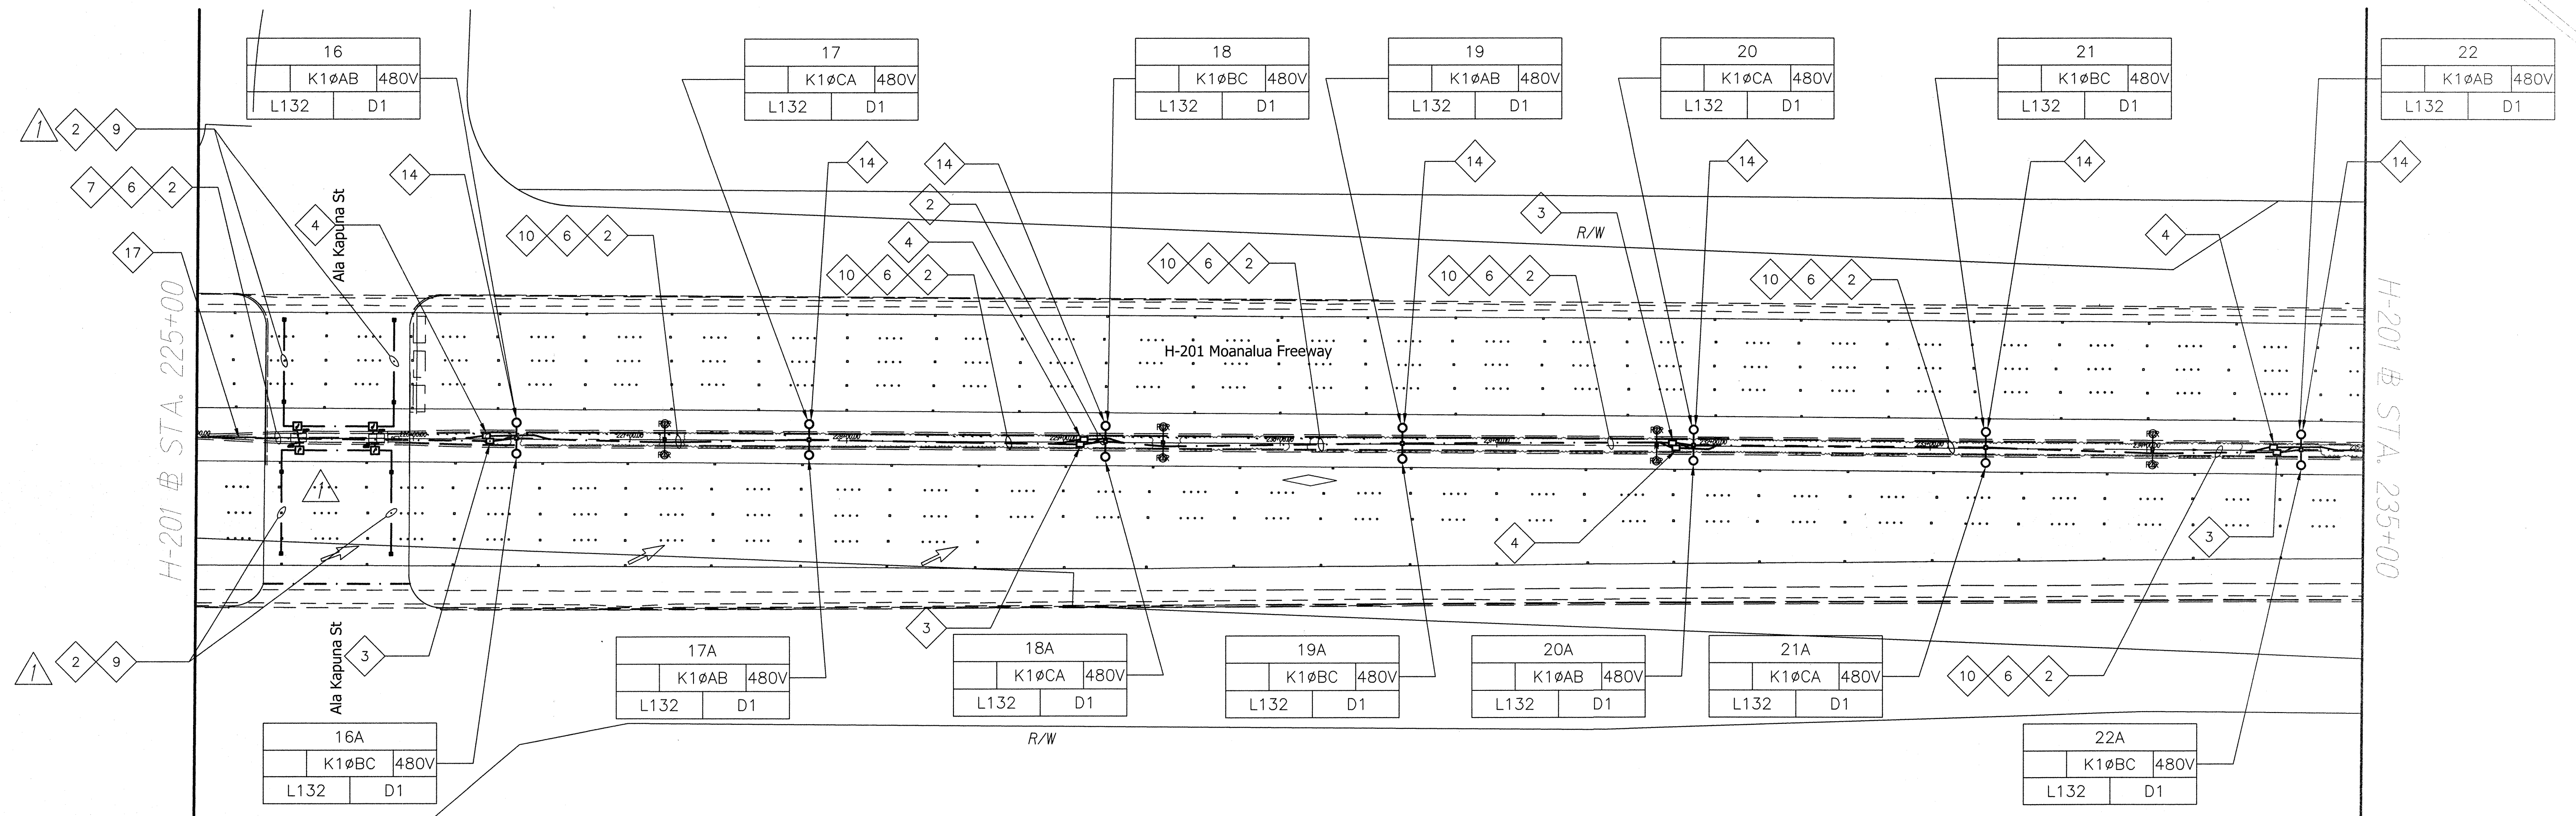 16
K1øAB 480V
L132 D1
17
K1øCA 480V
L132 D1
18
K1øBC 480V
L132 D1
19
K1øAB 480V
L132 D1
20
K1øCA 480V
L132 D1
21
K1øBC 480V
L132 D1
22
K1øAB 480V
L132 D1
1 2 9
7 6 2
17
14
4
Ala Kapuna St
10 6 2
14
14
2
4
10 6 2
10 6 2
14
3
R/W
10 6 2
14
10 6 2
14
4
14
H-201 B STA. 225+00
H-201 Moanalua Freeway
H-201 B STA. 235+00
1
4
3
1 2 9
Ala Kapuna St
3
3
10 6 2
17A
K1øAB 480V
L132 D1
18A
K1øCA 480V
L132 D1
19A
K1øBC 480V
L132 D1
20A
K1øAB 480V
L132 D1
21A
K1øCA 480V
L132 D1
16A
K1øBC 480V
L132 D1
R/W
22A
K1øBC 480V
L132 D1